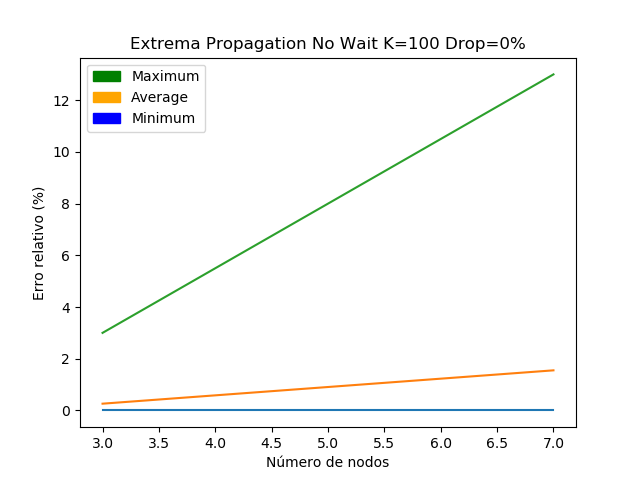 Extrema Propagation No Wait K=100 Drop=0%
Maximum
Average
Minimum
12
10
8
6
4
2
0
Erro relativo (%)
3.0 3.5 4.0 4.5 5.0 5.5 6.0 6.5 7.0
Número de nodos